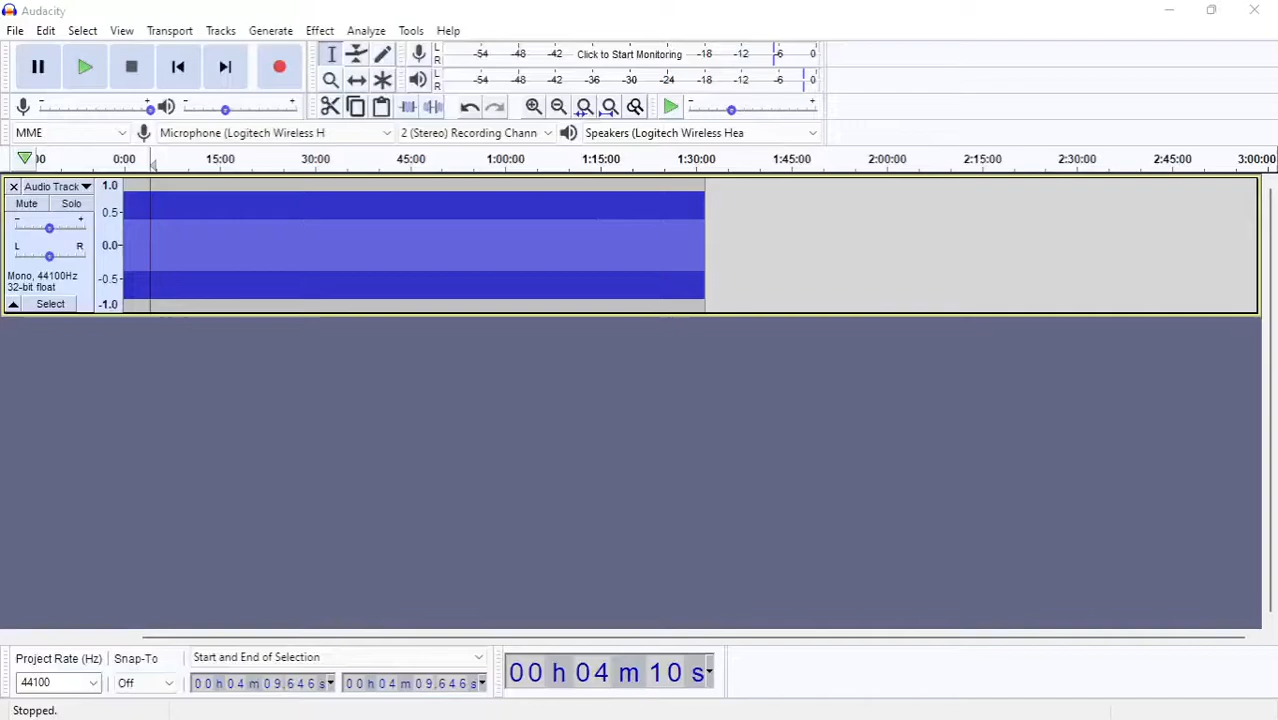 Audacity
File Edit Select View Transport Tracks Generate Effect Analyze Tools Help
L R -54 -48 -42 Click to Start Monitoring -18 -12 -6 0
L R -54 -48 -42 -36 -30 -24 -18 -12 -6 0
- + - + - +
MME Microphone (Logitech Wireless H 2 (Stereo) Recording Chann Speakers (Logitech Wireless Hea
0:00 15:00 30:00 45:00 1:00:00 1:15:00 1:30:00 1:45:00 2:00:00 2:15:00 2:30:00 2:45:00 3:00:00
Audio Track 1.0
Mute Solo
- + 0.5
L R 0.0
Mono, 44100Hz -0.5
32-bit float
Select -1.0
Project Rate (Hz) Snap-To Start and End of Selection
44100 Off 00 h 04 m 09.646 s 00 h 04 m 09.646 s 00 h 04 m 10 s
Stopped.